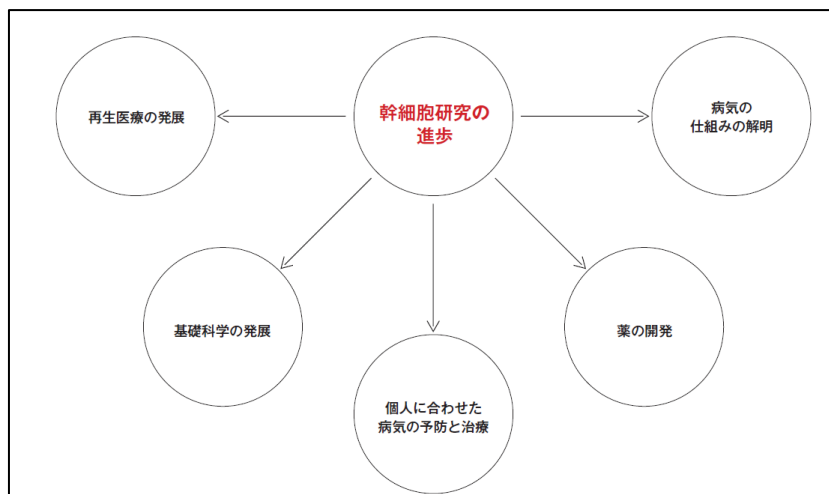 幹細胞研究の
進歩
再生医療の発展
病気の
仕組みの解明
基礎科学の発展
薬の開発
個人に合わせた
病気の予防と治療